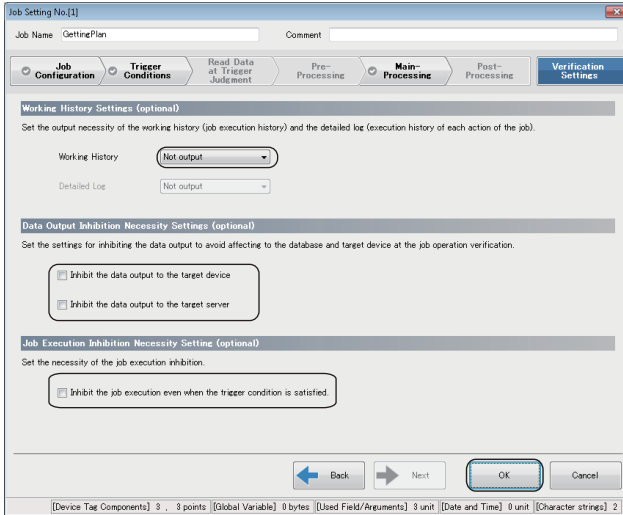 Job Setting No.[1]
Job Name GettingPlan Comment
Job Configuration
Trigger Conditions
Read Data at Trigger Judgment
Pre-Processing
Main-Processing
Post-Processing
Verification Settings
Working History Settings (optional)
Set the output necessity of the working history (job execution history) and the detailed log (execution history of each action of the job).
Working History Not output
Detailed Log Not output
Data Output Inhibition Necessity Settings (optional)
Set the settings for inhibiting the data output to avoid affecting to the database and target device at the job operation verification.
Inhibit the data output to the target device
Inhibit the data output to the target server
Job Execution Inhibition Necessity Setting (optional)
Set the necessity of the job execution inhibition.
Inhibit the job execution even when the trigger condition is satisfied.
Back Next OK Cancel
[Device Tag Components] 3 , 3 points [Global Variable] 0 bytes [Used Field/Arguments] 3 unit [Date and Time] 0 unit [Character strings] 2